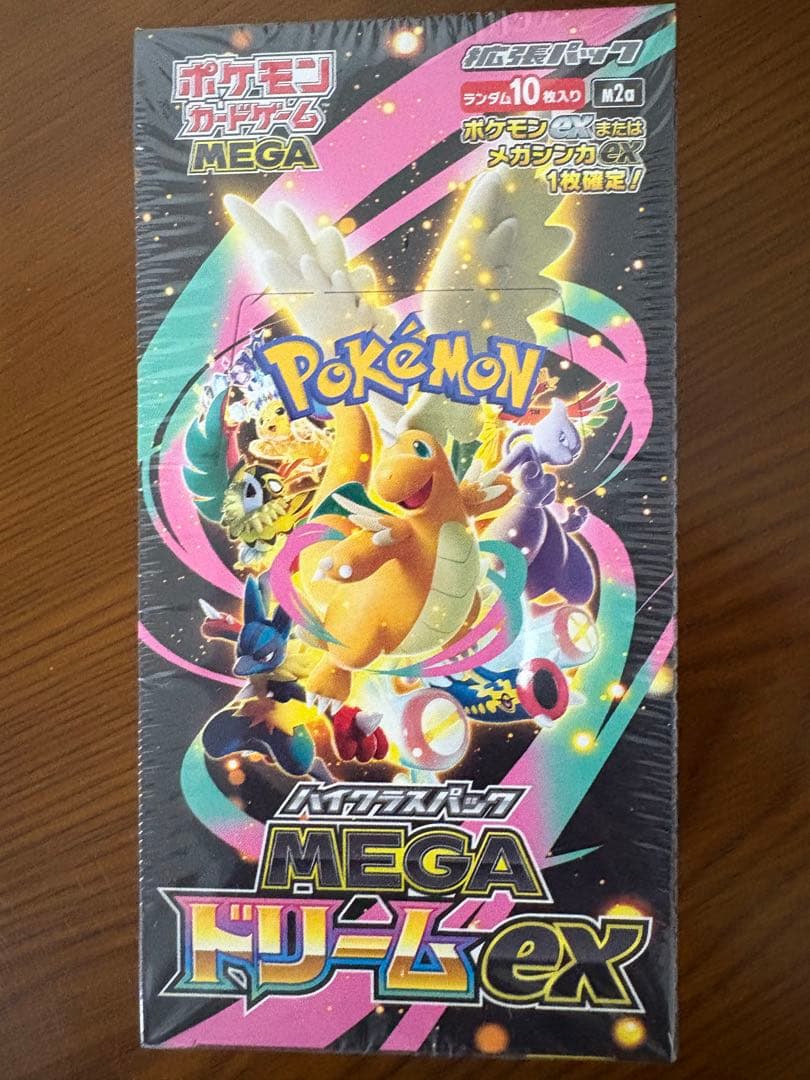 ポケモン
カードゲーム
MEGA
拡張パック
ランダム10枚入り M2a
ポケモンexまたは
メガシンカex
1枚確定!
POKéMON
TM
ハイクラスパック
MEGA
ドリームex